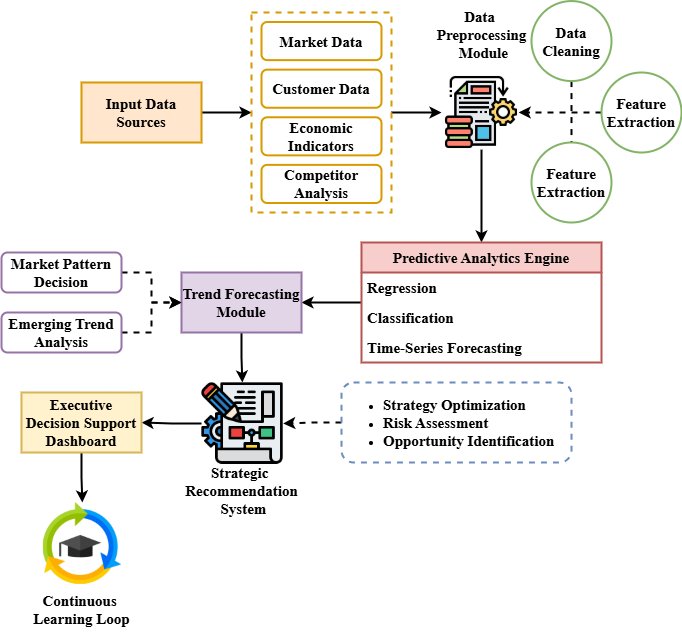 Input Data
Sources
Market Data
Customer Data
Economic
Indicators
Competitor
Analysis
Data
Preprocessing
Module
Data
Cleaning
Feature
Extraction
Feature
Extraction
Predictive Analytics Engine
Regression
Classification
Time-Series Forecasting
Trend Forecasting
Module
Market Pattern
Decision
Emerging Trend
Analysis
Strategic
Recommendation
System
• Strategy Optimization
• Risk Assessment
• Opportunity Identification
Executive
Decision Support
Dashboard
Continuous
Learning Loop